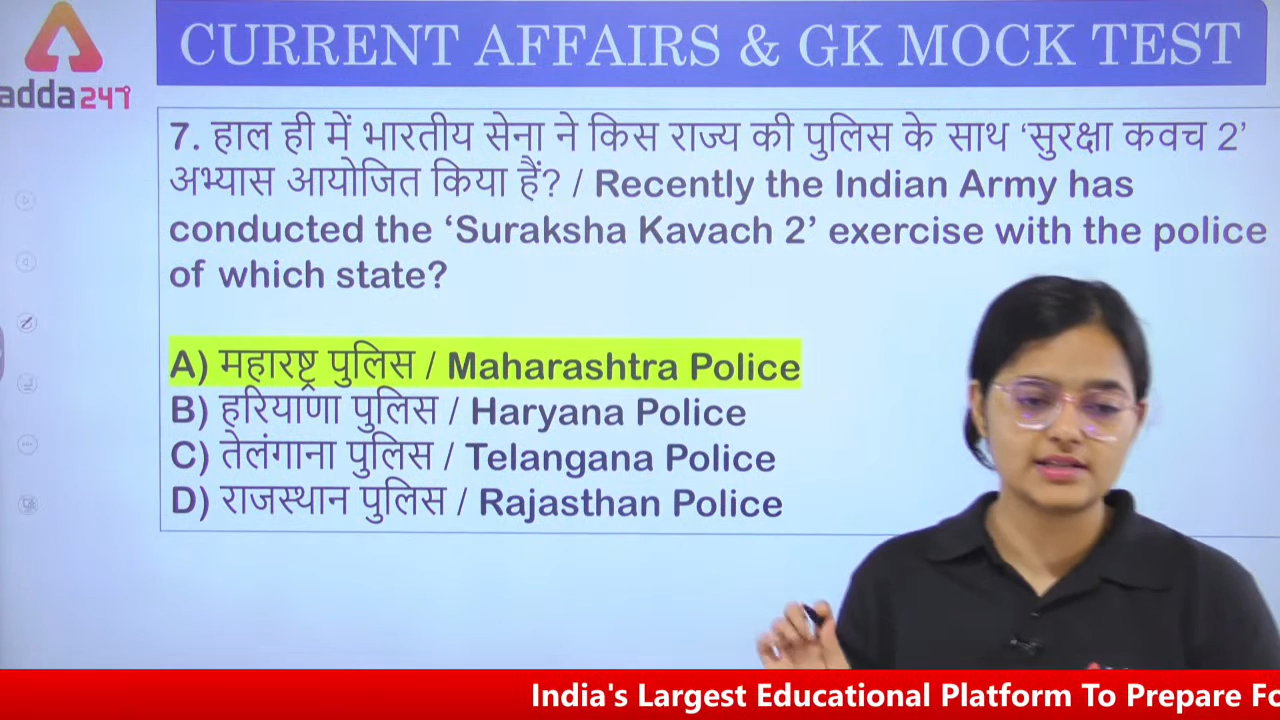 CURRENT AFFAIRS & GK MOCK TEST
adda247
7. हाल ही में भारतीय सेना ने किस राज्य की पुलिस के साथ ‘सुरक्षा कवच 2’
अभ्यास आयोजित किया हैं? / Recently the Indian Army has
conducted the ‘Suraksha Kavach 2’ exercise with the police
of which state?
A) महारष्ट्र पुलिस / Maharashtra Police
B) हरियाणा पुलिस / Haryana Police
C) तेलंगाना पुलिस / Telangana Police
D) राजस्थान पुलिस / Rajasthan Police
India's Largest Educational Platform To Prepare Fo